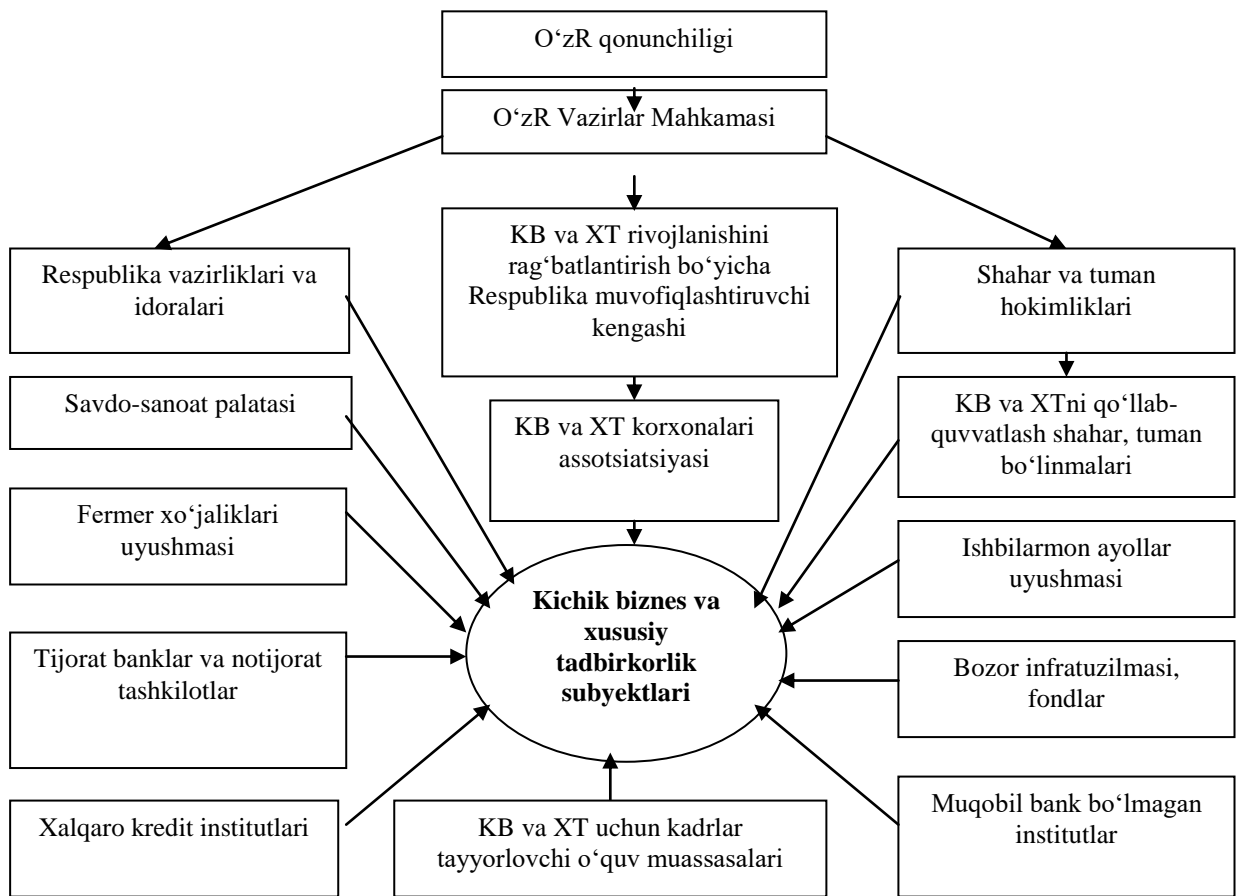 O‘zR qonunchiligi
O‘zR Vazirlar Mahkamasi
KB va XT rivojlanishini
rag‘batlantirish bo‘yicha
Respublika muvofiqlashtiruvchi
kengashi
Respublika vazirliklari va
idoralari
Shahar va tuman
hokimliklari
Savdo-sanoat palatasi
KB va XT korxonalari
assotsiatsiyasi
KB va XTni qo‘llab-
quvvatlash shahar, tuman
bo‘linmalari
Fermer xo‘jaliklari
uyushmasi
Ishbilarmon ayollar
uyushmasi
Kichik biznes va
xususiy
tadbirkorlik
subyektlari
Tijorat banklar va notijorat
tashkilotlar
Bozor infratuzilmasi,
fondlar
Xalqaro kredit institutlari
KB va XT uchun kadrlar
tayyorlovchi o‘quv muassasalari
Muqobil bank bo‘lmagan
institutlar